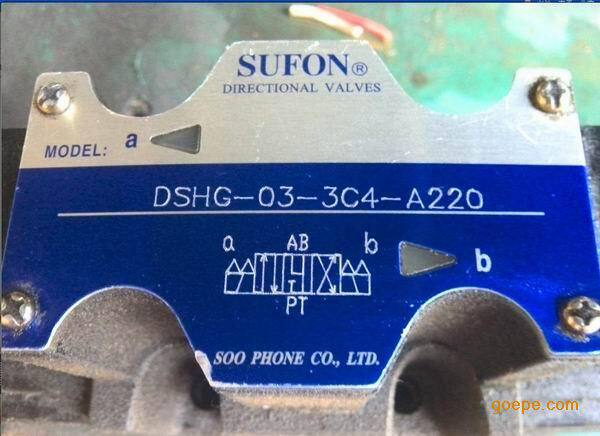 SUFON®
DIRECTIONAL VALVES
MODEL: a
DSHG-03-3C4-A220
a AB b
b
PT
SOO PHONE CO., LTD.
goepe.com